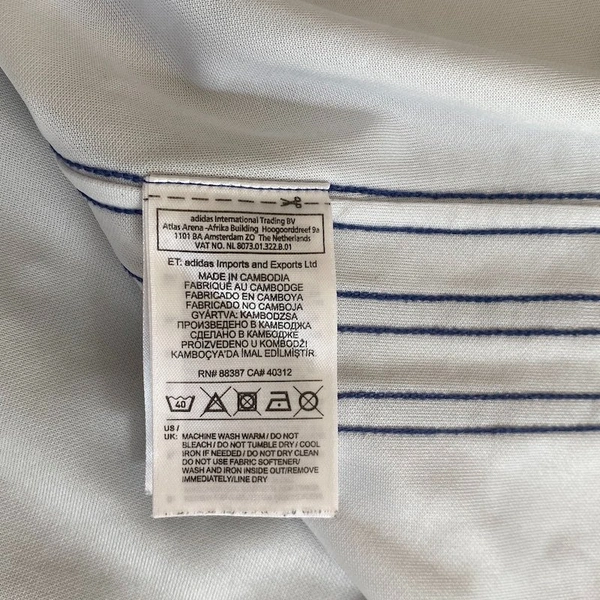 adidas International Trading BV
Atlas Arena -Afrika Building Hoogoorddreef 9a
1101 BA Amsterdam ZO The Netherlands
VAT NO. NL 8073.01.322.B.01
ET: adidas Imports and Exports Ltd
MADE IN CAMBODIA
FABRIQUÉ AU CAMBODGE
FABRICADO EN CAMBOYA
FABRICADO NO CAMBOJA
GYÁRTVA: KAMBODZSA
ПРОИЗВЕДЕНО В КАМБОДЖА
СДЕЛАНО В КАМБОДЖЕ
PROIZVEDENO U KOMBODŽI
KAMBOÇYA'DA İMAL EDİLMİŞTİR.
RN# 88387 CA# 40312
40
US /
UK: MACHINE WASH WARM / DO NOT
BLEACH / DO NOT TUMBLE DRY / COOL
IRON IF NEEDED / DO NOT DRY CLEAN
DO NOT USE FABRIC SOFTENER/
WASH AND IRON INSIDE OUT/REMOVE
IMMEDIATELY/LINE DRY